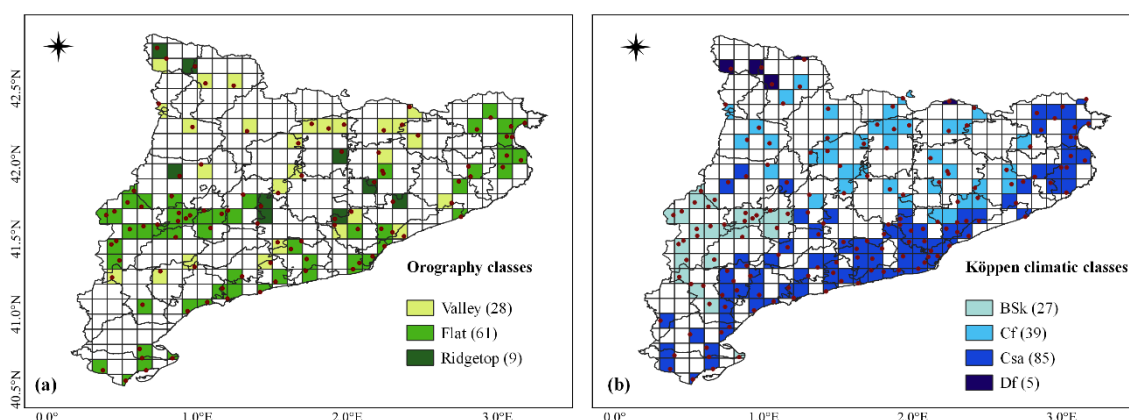 42.5°N
42.0°N
41.5°N
41.0°N
40.5°N
Orography classes
Valley (28)
Flat (61)
Ridgetop (9)
(a)
0.0°
1.0°E
2.0°E
3.0°E
Köppen climatic classes
BSk (27)
Cf (39)
Csa (85)
Df (5)
(b)
0.0°
1.0°E
2.0°E
3.0°E